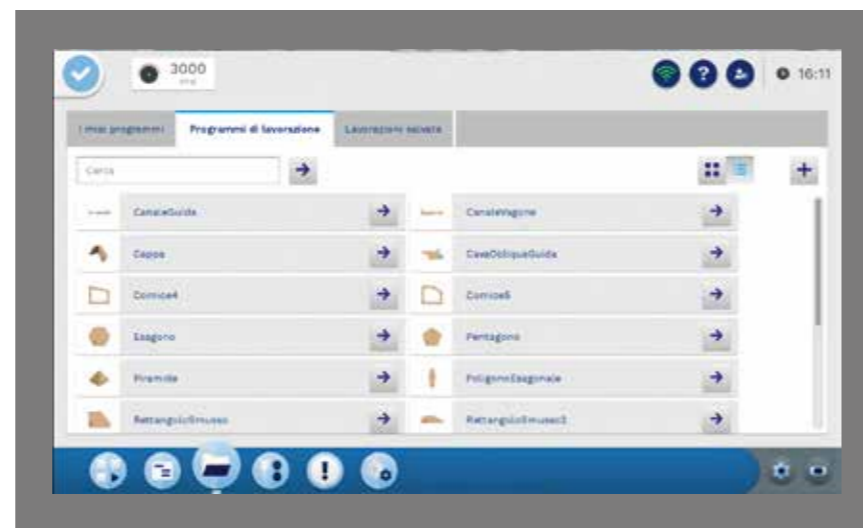 3000
16:11
I miei programmi
Programmi di lavorazione
Lavorazioni salvate
Cerca
CanaleGuida
CanaleVagone
Cappa
CavaObliquaGuida
Cornice4
Cornice5
Esagono
Pentagono
Piramide
PoligonoEsagonale
RettangoloSmusso
RettangoloSmusso2